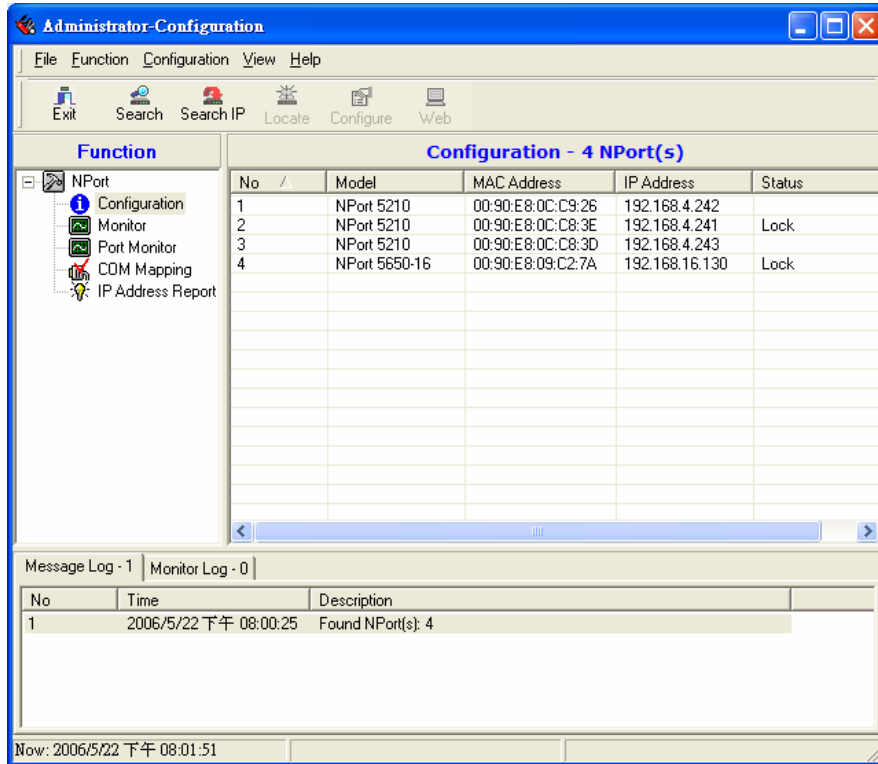 Administrator-Configuration
File Function Configuration View Help
Exit Search Search IP Locate Configure Web
Function
Configuration - 4 NPort(s)
NPort
Configuration
Monitor
Port Monitor
COM Mapping
IP Address Report
No Model MAC Address IP Address Status
1 NPort 5210 00:90:E8:0C:C9:26 192.168.4.242
2 NPort 5210 00:90:E8:0C:C8:3E 192.168.4.241 Lock
3 NPort 5210 00:90:E8:0C:C8:3D 192.168.4.243
4 NPort 5650-16 00:90:E8:09:C2:7A 192.168.16.130 Lock
Message Log - 1 Monitor Log - 0
No Time Description
1 2006/5/22 下午 08:00:25 Found NPort(s): 4
Now: 2006/5/22 下午 08:01:51